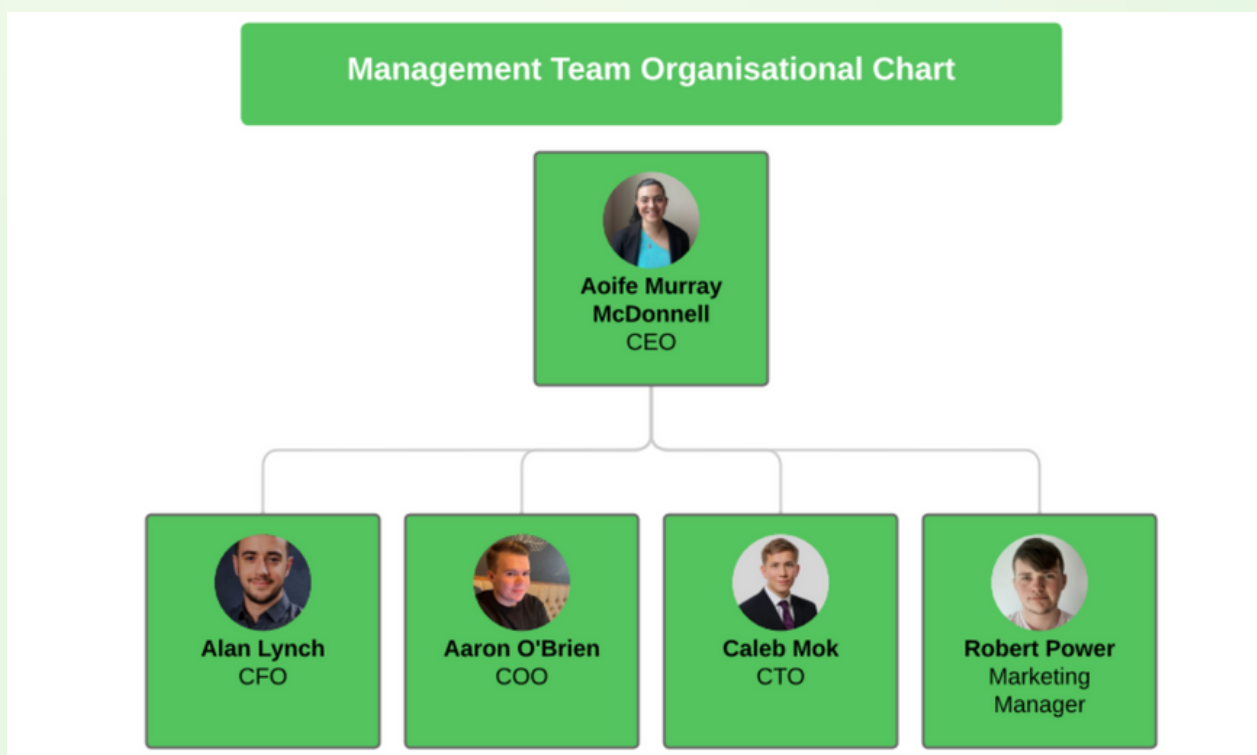 Management Team Organisational Chart
Aoife Murray
McDonnell
CEO
Alan Lynch
CFO
Aaron O'Brien
COO
Caleb Mok
CTO
Robert Power
Marketing
Manager